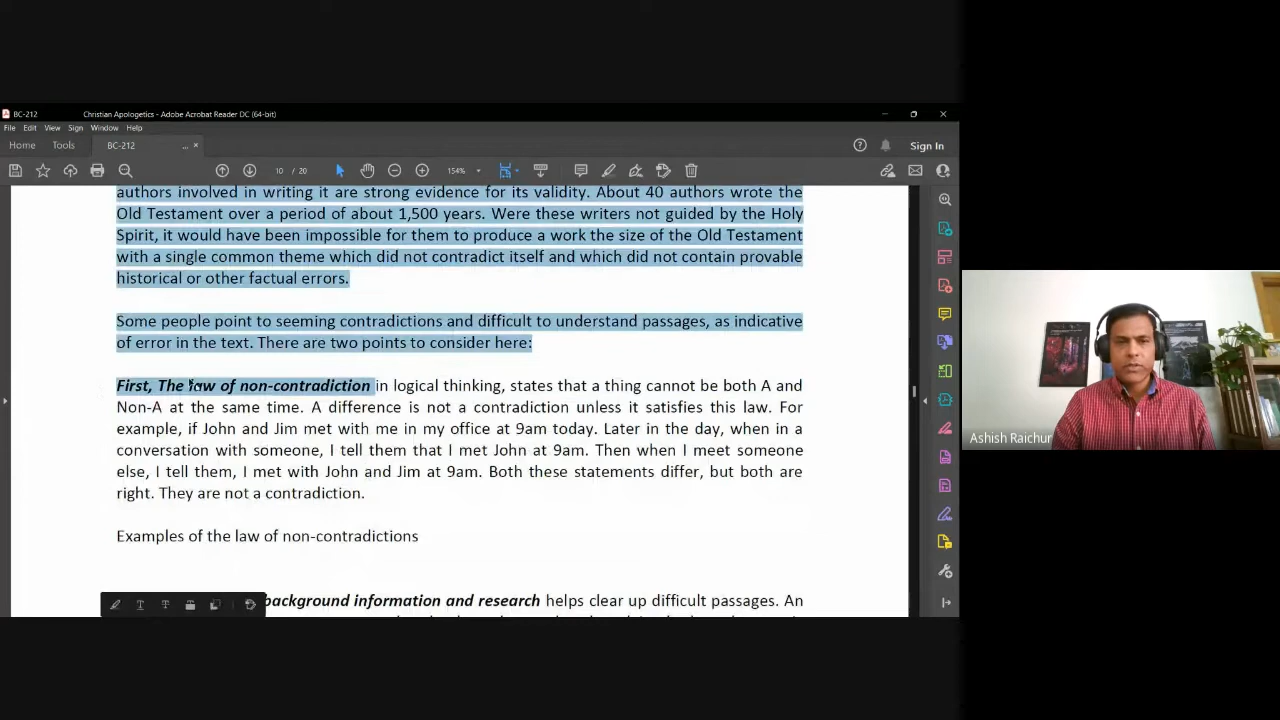 BC-212 Christian Apologetics - Adobe Acrobat Reader DC (64-bit)
File Edit View Sign Window Help
Home Tools BC-212 ... × Sign In
10 / 20 154%
authors involved in writing it are strong evidence for its validity. About 40 authors wrote the
Old Testament over a period of about 1,500 years. Were these writers not guided by the Holy
Spirit, it would have been impossible for them to produce a work the size of the Old Testament
with a single common theme which did not contradict itself and which did not contain provable
historical or other factual errors.
Some people point to seeming contradictions and difficult to understand passages, as indicative
of error in the text. There are two points to consider here:
First, The law of non-contradiction in logical thinking, states that a thing cannot be both A and
Non-A at the same time. A difference is not a contradiction unless it satisfies this law. For
example, if John and Jim met with me in my office at 9am today. Later in the day, when in a
conversation with someone, I tell them that I met John at 9am. Then when I meet someone
else, I tell them, I met with John and Jim at 9am. Both these statements differ, but both are
right. They are not a contradiction.
Examples of the law of non-contradictions
background information and research helps clear up difficult passages. An
Ashish Raichur